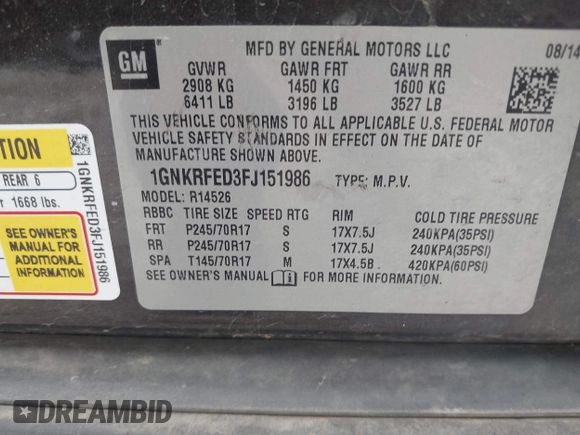 GM
MFD BY GENERAL MOTORS LLC 08/14
GVWR GAWR FRT GAWR RR
2908 KG 1450 KG 1600 KG
6411 LB 3196 LB 3527 LB
THIS VEHICLE CONFORMS TO ALL APPLICABLE U.S. FEDERAL MOTOR
VEHICLE SAFETY STANDARDS IN EFFECT ON THE DATE OF
MANUFACTURE SHOWN ABOVE.
1GNKRFED3FJ151986 TYPE: M.P.V.
MODEL: R14526
RBBC TIRE SIZE SPEED RTG RIM COLD TIRE PRESSURE
FRT P245/70R17 S 17X7.5J 240KPA(35PSI)
RR P245/70R17 S 17X7.5J 240KPA(35PSI)
SPA T145/70R17 M 17X4.5B 420KPA(60PSI)
SEE OWNER'S MANUAL i FOR MORE INFORMATION.
REAR 6
1668 lbs.
SEE OWNER'S
MANUAL FOR
ADDITIONAL
INFORMATION
1GNKRFED3FJ151986
DREAMBID